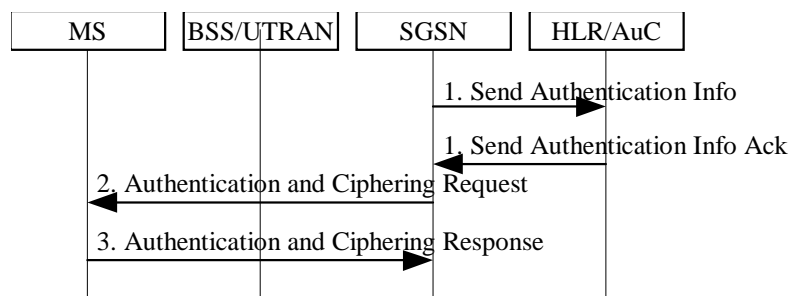 MS BSS/UTRAN SGSN HLR/AuC
1. Send Authentication Info
1. Send Authentication Info Ack
2. Authentication and Ciphering Request
3. Authentication and Ciphering Response